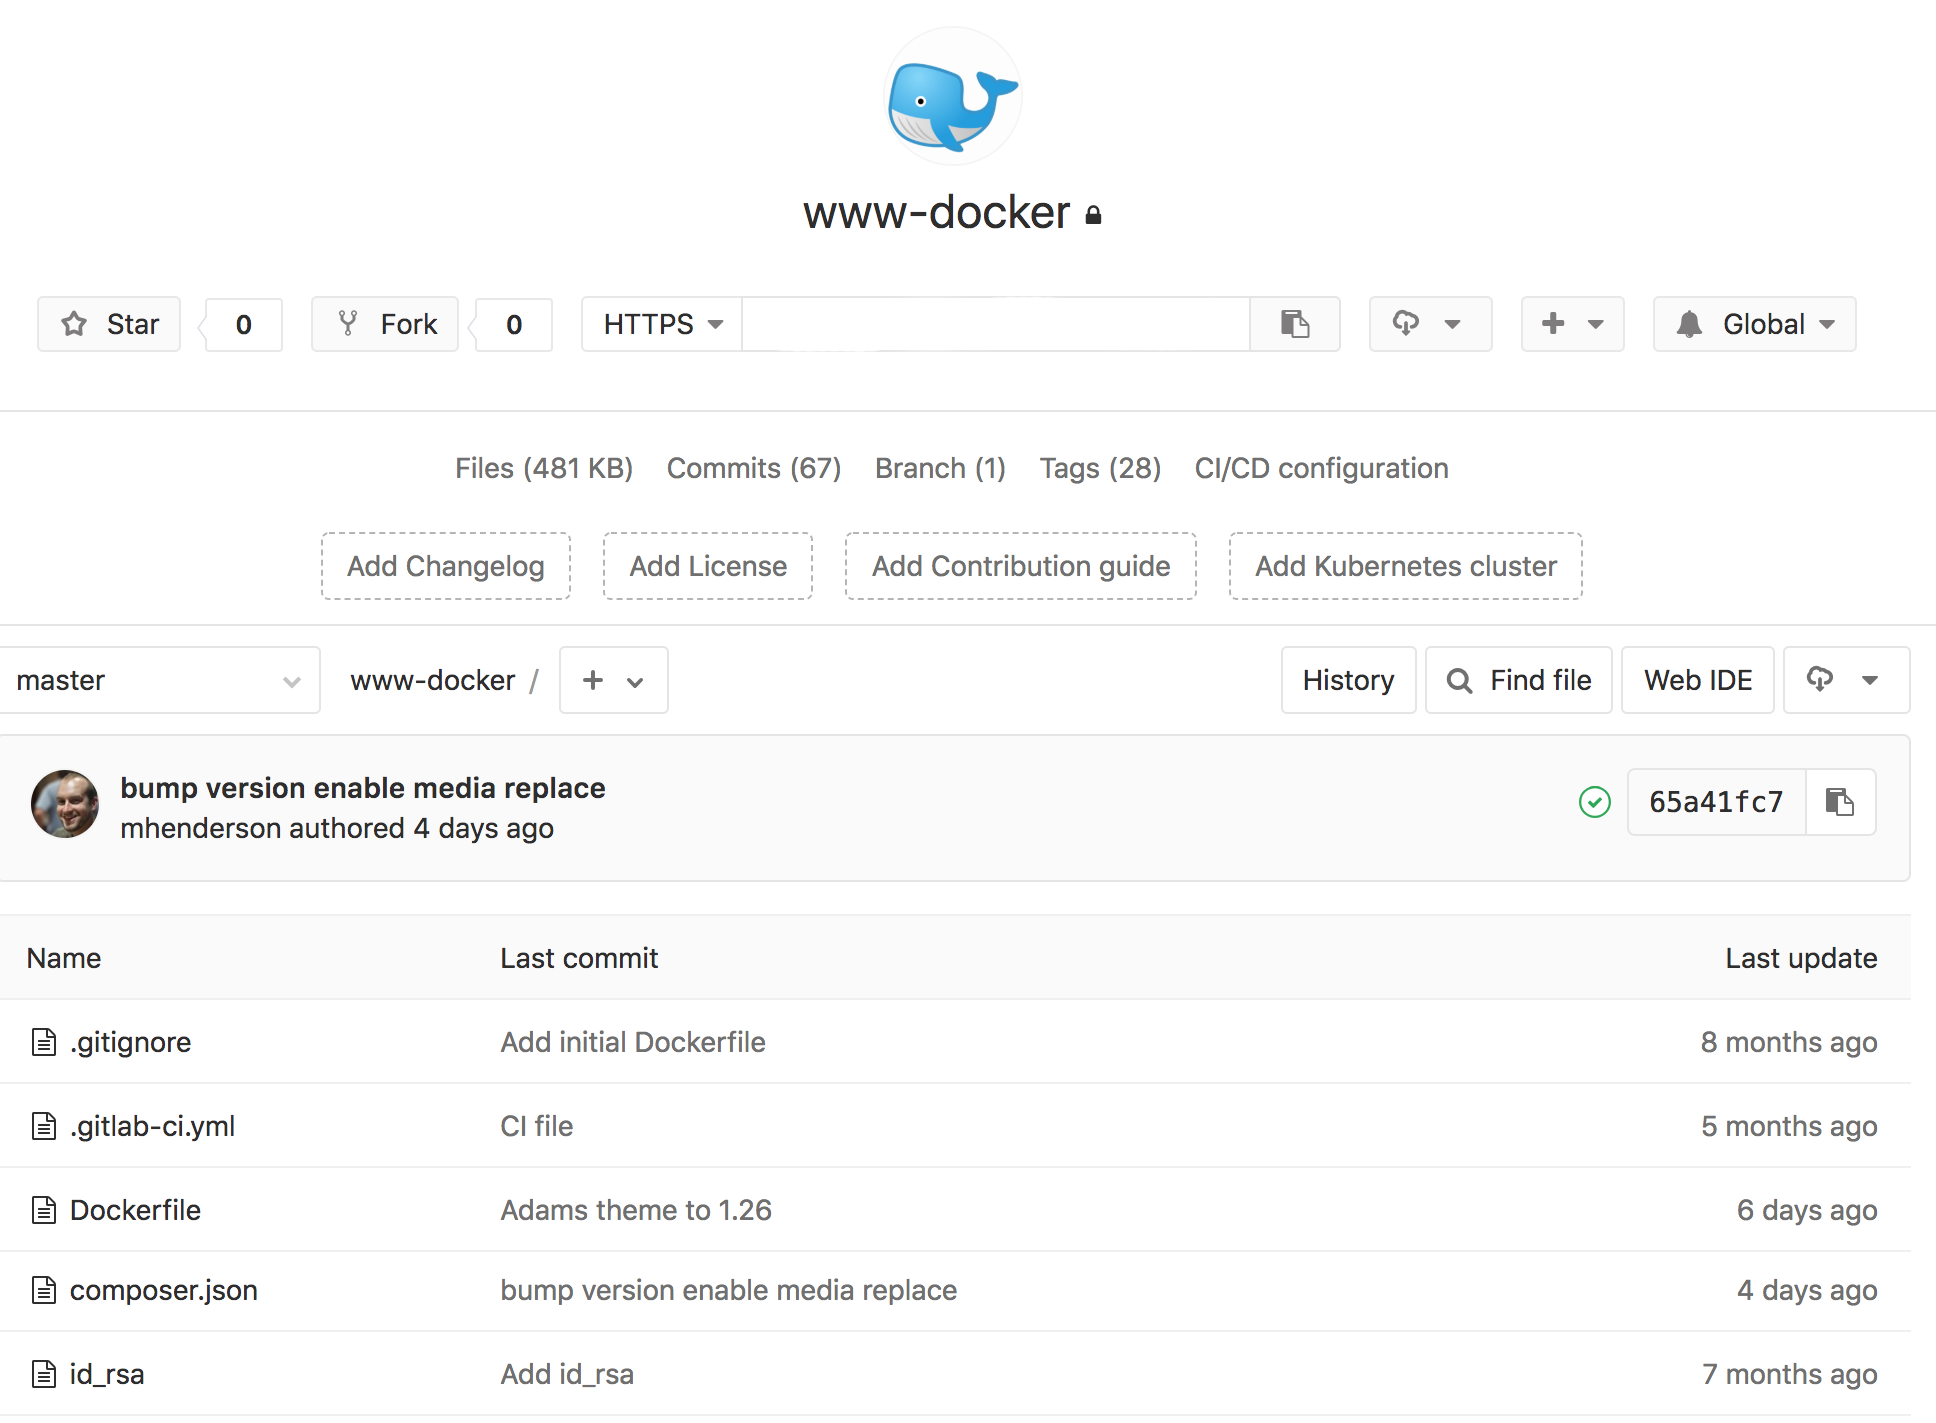 www-docker
Star 0 Fork 0 HTTPS Global
Files (481 KB) Commits (67) Branch (1) Tags (28) CI/CD configuration
Add Changelog Add License Add Contribution guide Add Kubernetes cluster
master www-docker / + History Find file Web IDE
bump version enable media replace
mhenderson authored 4 days ago
65a41fc7
Name Last commit Last update
.gitignore Add initial Dockerfile 8 months ago
.gitlab-ci.yml CI file 5 months ago
Dockerfile Adams theme to 1.26 6 days ago
composer.json bump version enable media replace 4 days ago
id_rsa Add id_rsa 7 months ago